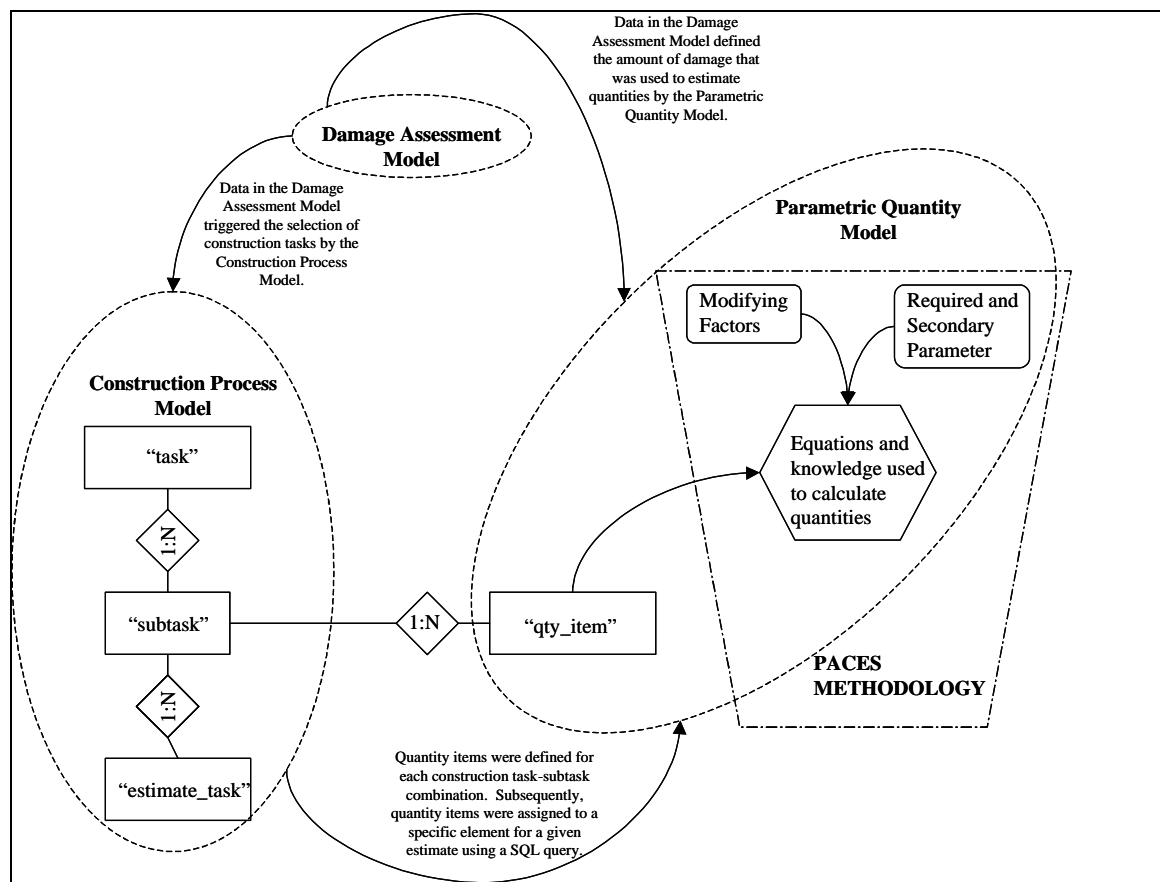 Data in the Damage
Assessment Model defined
the amount of damage that
was used to estimate
quantities by the Parametric
Quantity Model.
Damage Assessment
Model
Data in the Damage
Assessment Model
triggered the selection of
construction tasks by the
Construction Process
Model.
Parametric Quantity
Model
Modifying
Factors
Required and
Secondary
Parameter
Construction Process
Model
“task”
1:N
“subtask”
1:N
“estimate_task”
1:N
“qty_item”
Equations and
knowledge used
to calculate
quantities
PACES
METHODOLOGY
Quantity items were defined for
each construction task-subtask
combination.  Subsequently,
quantity items were assigned to a
specific element for a given
estimate using a SQL query.